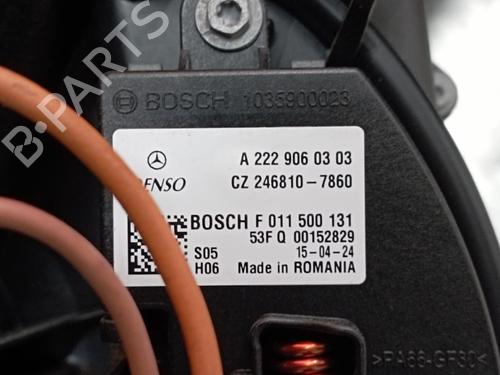 BOSCH 1035900023
A 222 906 03 03
DENSO CZ 246810-7860
BOSCH F 011 500 131
53F Q 00152829
S05 15-04-24
H06 Made in ROMANIA
>PA66-GF30<
B-PARTS